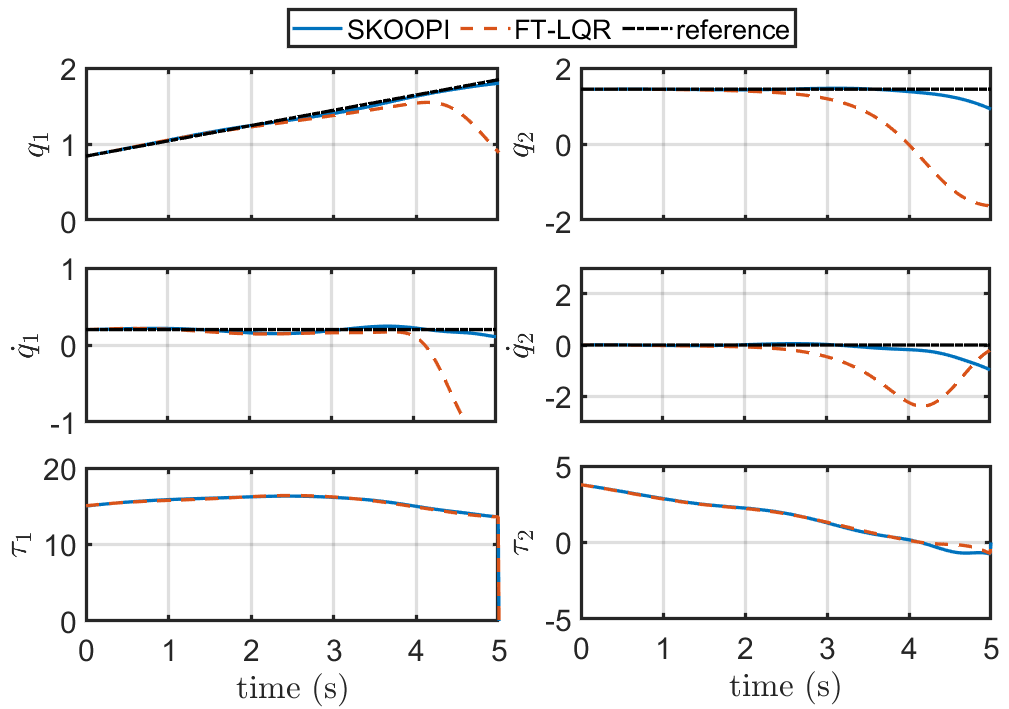 SKOOPI FT-LQR reference
2 2
q₁ 1 q₂ 0
0 -2
1 2
q̇₁ 0 q̇₂ 0
-1 -2
20 5
τ₁ 10 τ₂ 0
0 -5
0 1 2 3 4 5 0 1 2 3 4 5
time (s) time (s)